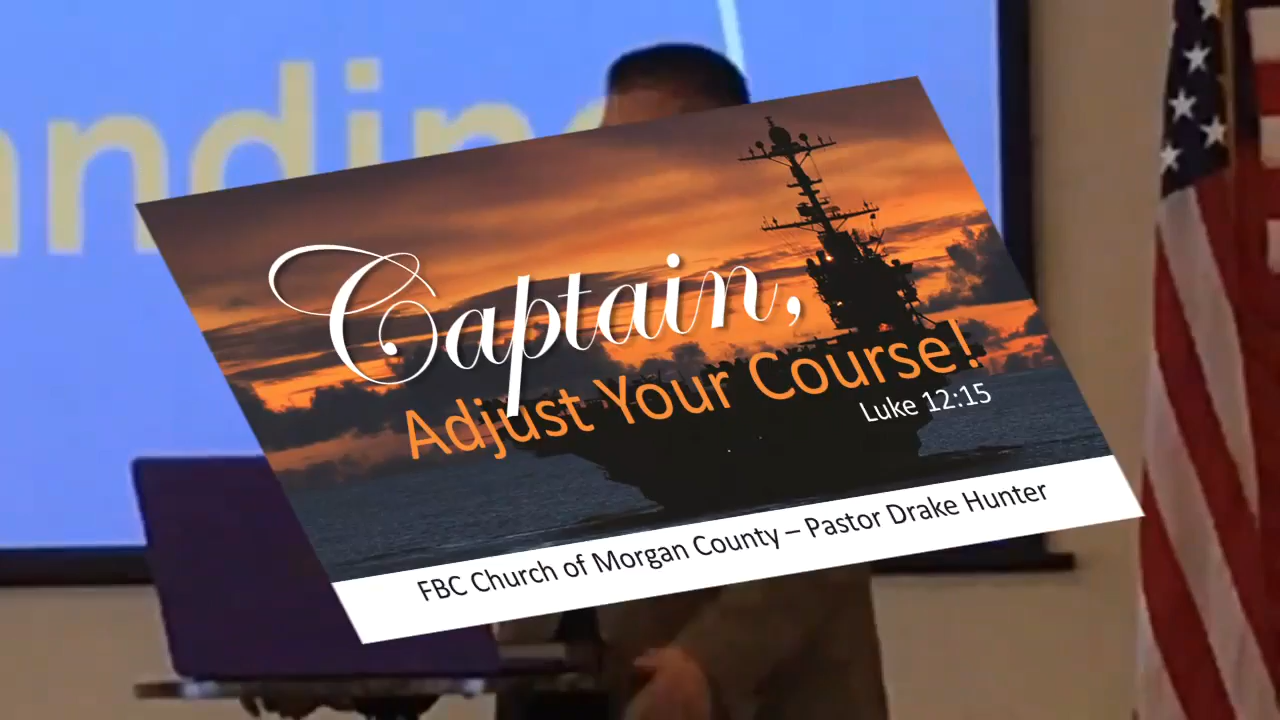 Captain,
Adjust Your Course!
Luke 12:15
FBC Church of Morgan County – Pastor Drake Hunter